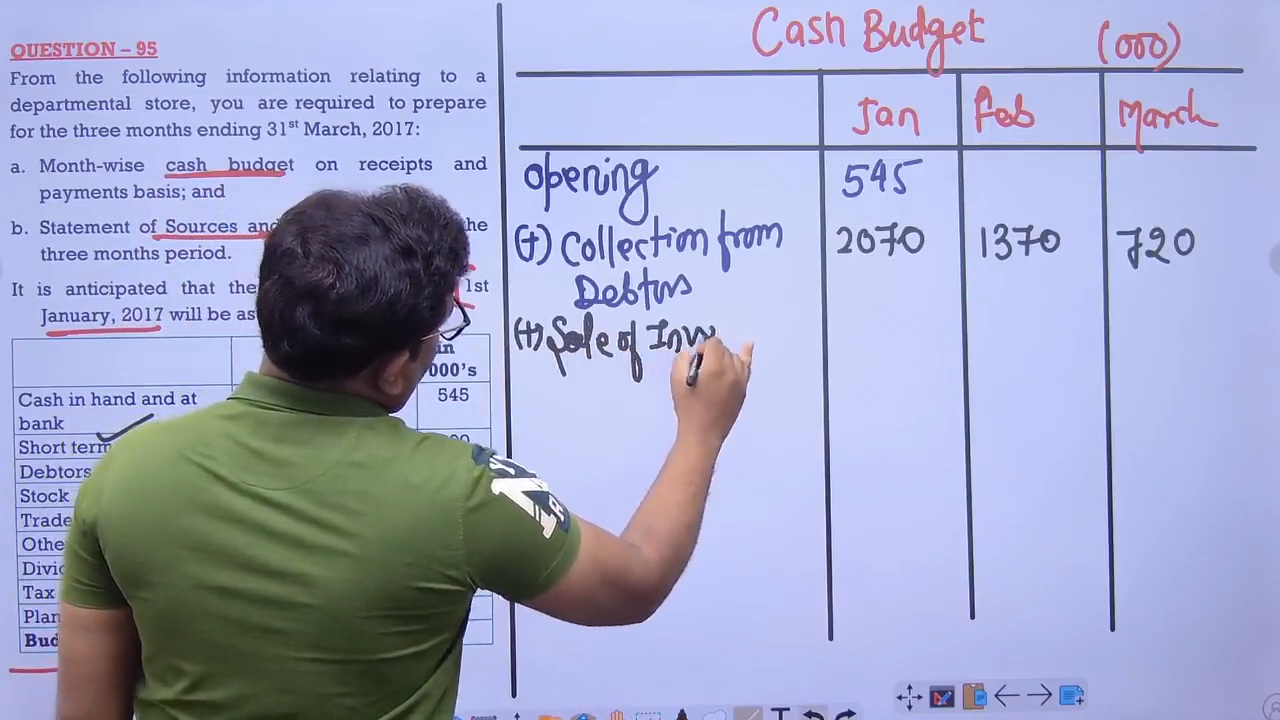 QUESTION – 95
From the following information relating to a
departmental store, you are required to prepare
for the three months ending 31st March, 2017:
a. Month-wise cash budget on receipts and
payments basis; and
b. Statement of Sources and the
three months period.
It is anticipated that the 1st
January, 2017 will be as
in
000's
Cash in hand and at
bank
545
Short term
Debtors
Stock
Trade
Othe
Divid
Tax
Plan
Bud
Cash Budget (000)
Jan Feb March
opening 545
(+) Collection from 2070 1370 720
Debtors
(+) Sale of Inv